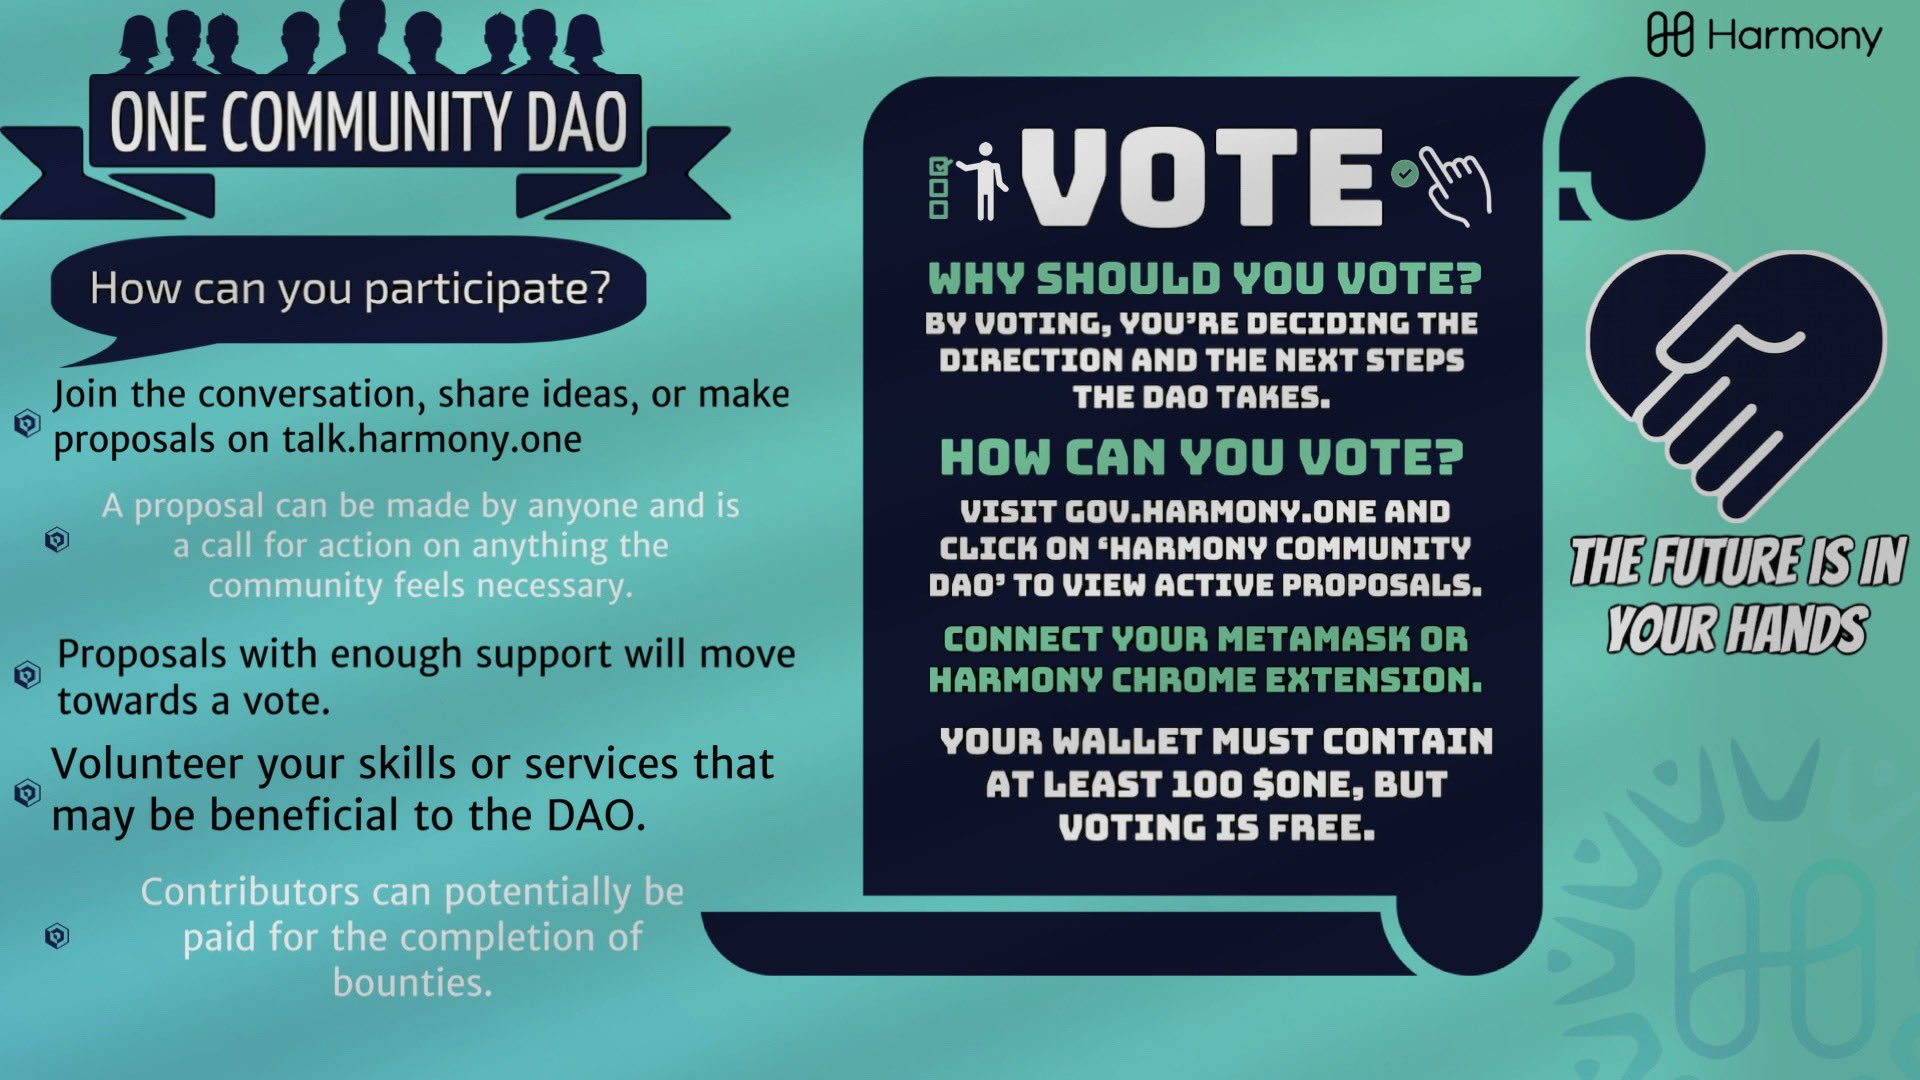 ONE COMMUNITY DAO
How can you participate?
Join the conversation, share ideas, or make
proposals on talk.harmony.one
A proposal can be made by anyone and is
a call for action on anything the
community feels necessary.
Proposals with enough support will move
towards a vote.
Volunteer your skills or services that
may be beneficial to the DAO.
Contributors can potentially be
paid for the completion of
bounties.
VOTE
WHY SHOULD YOU VOTE?
BY VOTING, YOU'RE DECIDING THE
DIRECTION AND THE NEXT STEPS
THE DAO TAKES.
HOW CAN YOU VOTE?
VISIT GOV.HARMONY.ONE AND
CLICK ON ‘HARMONY COMMUNITY
DAO’ TO VIEW ACTIVE PROPOSALS.
CONNECT YOUR METAMASK OR
HARMONY CHROME EXTENSION.
YOUR WALLET MUST CONTAIN
AT LEAST 100 $ONE, BUT
VOTING IS FREE.
Harmony
THE FUTURE IS IN
YOUR HANDS